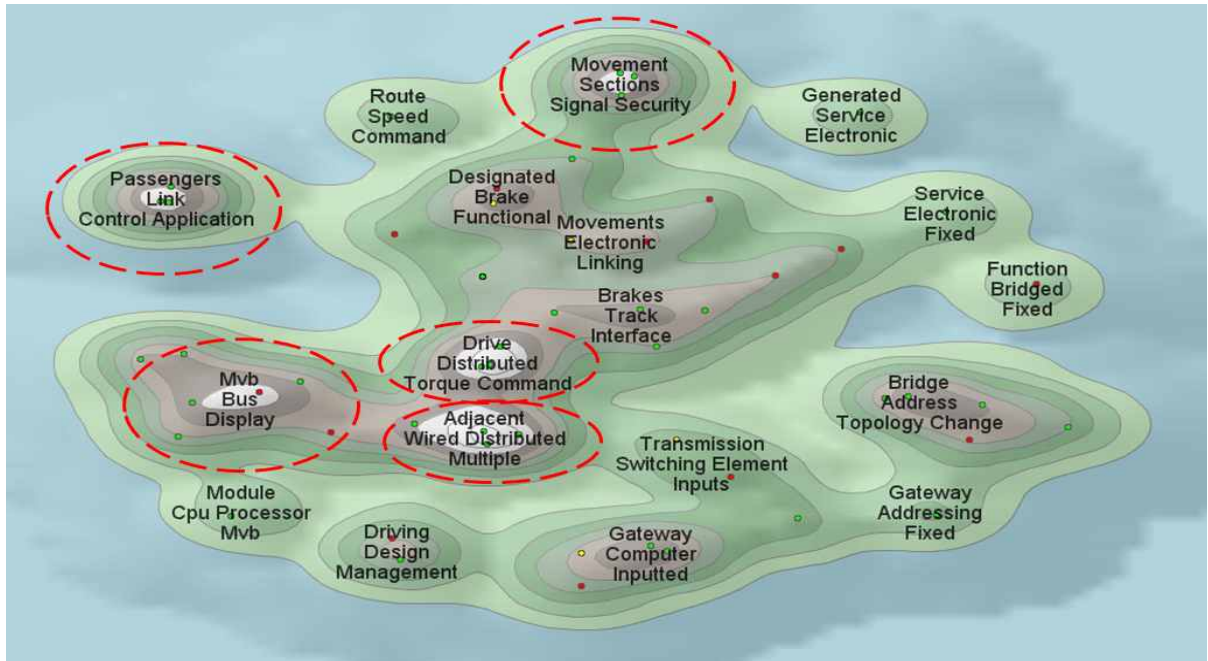 Movement
Sections
Signal Security
Route
Speed
Command
Generated
Service
Electronic
Passengers
Link
Control Application
Designated
Brake
Functional
Service
Electronic
Fixed
Movements
Electronic
Linking
Function
Bridged
Fixed
Brakes
Track
Interface
Drive
Distributed
Torque Command
Mvb
Bus
Display
Bridge
Address
Topology Change
Adjacent
Wired Distributed
Multiple
Transmission
Switching Element
Inputs
Module
Cpu Processor
Mvb
Gateway
Addressing
Fixed
Driving
Design
Management
Gateway
Computer
Inputted